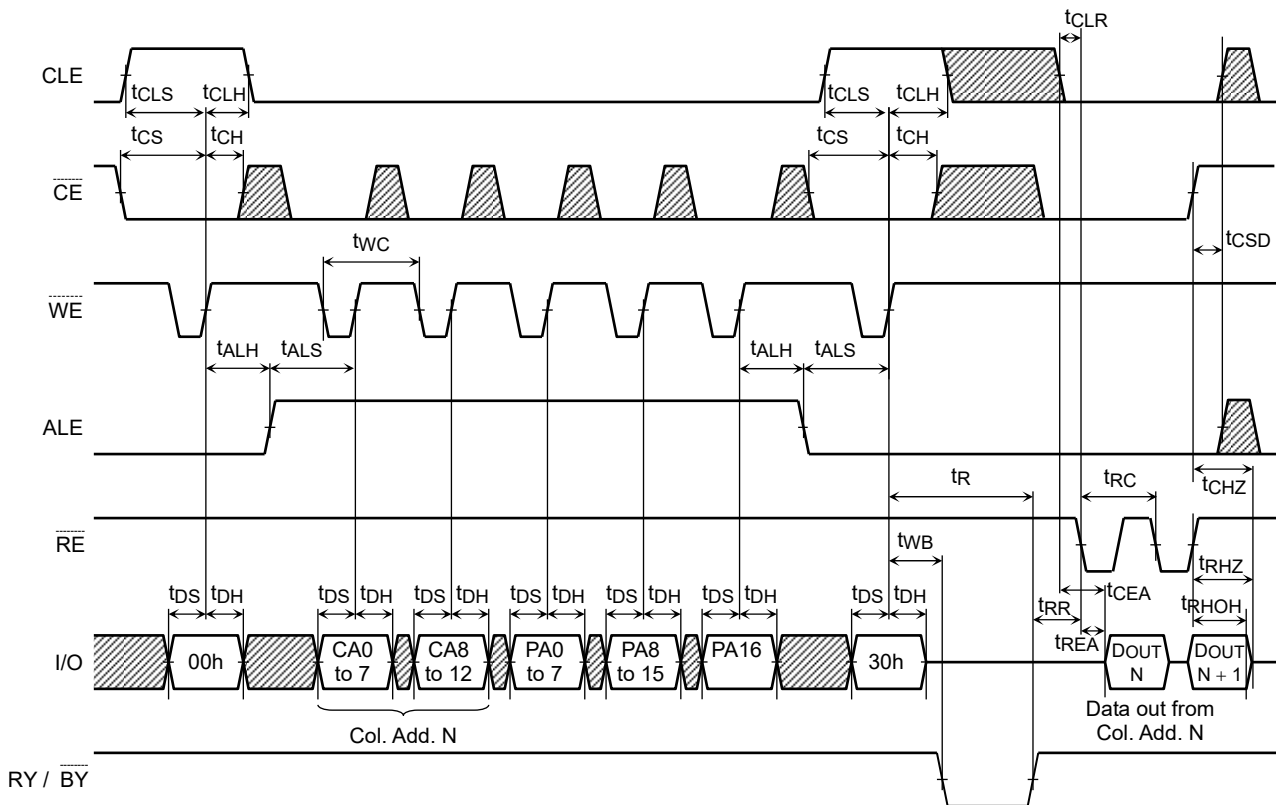 tCLR
CLE
tCLS tCLH tCLS tCLH
tCS tCH tCS tCH
CE
tWC tCSD
WE
tALH tALS tALH tALS
ALE
tR tRC tCHZ
RE
tWB tRHZ
tDS tDH tDS tDH tDS tDH tDS tDH tDS tDH tDS tDH tDS tDH tCEA
tRR tRHOH
tREA
I/O
00h
CA0
to 7
CA8
to 12
PA0
to 7
PA8
to 15
PA16
30h
DOUT
N
DOUT
N + 1
Col. Add. N
Data out from
Col. Add. N
RY / BY